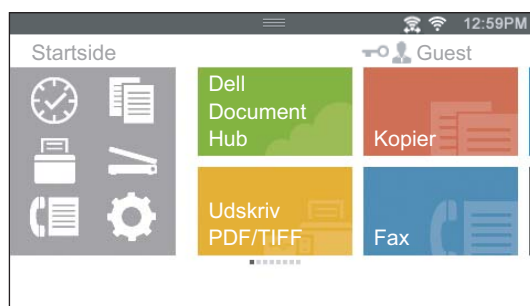 12:59PM
Startside
Guest
Dell
Document
Hub
Kopier
Udskriv
PDF/TIFF
Fax